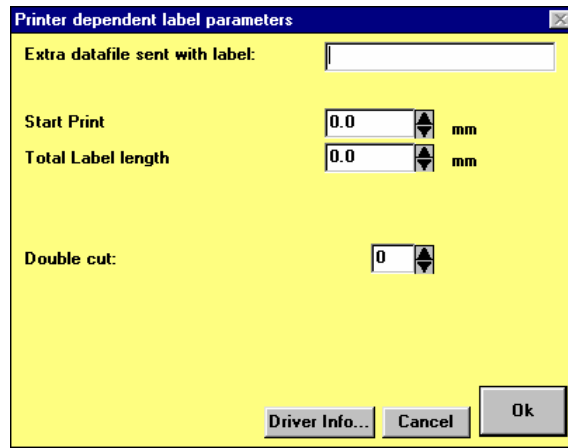 Printer dependent label parameters
Extra datafile sent with label:
Start Print 0.0 mm
Total Label length 0.0 mm
Double cut: 0
Driver Info... Cancel Ok